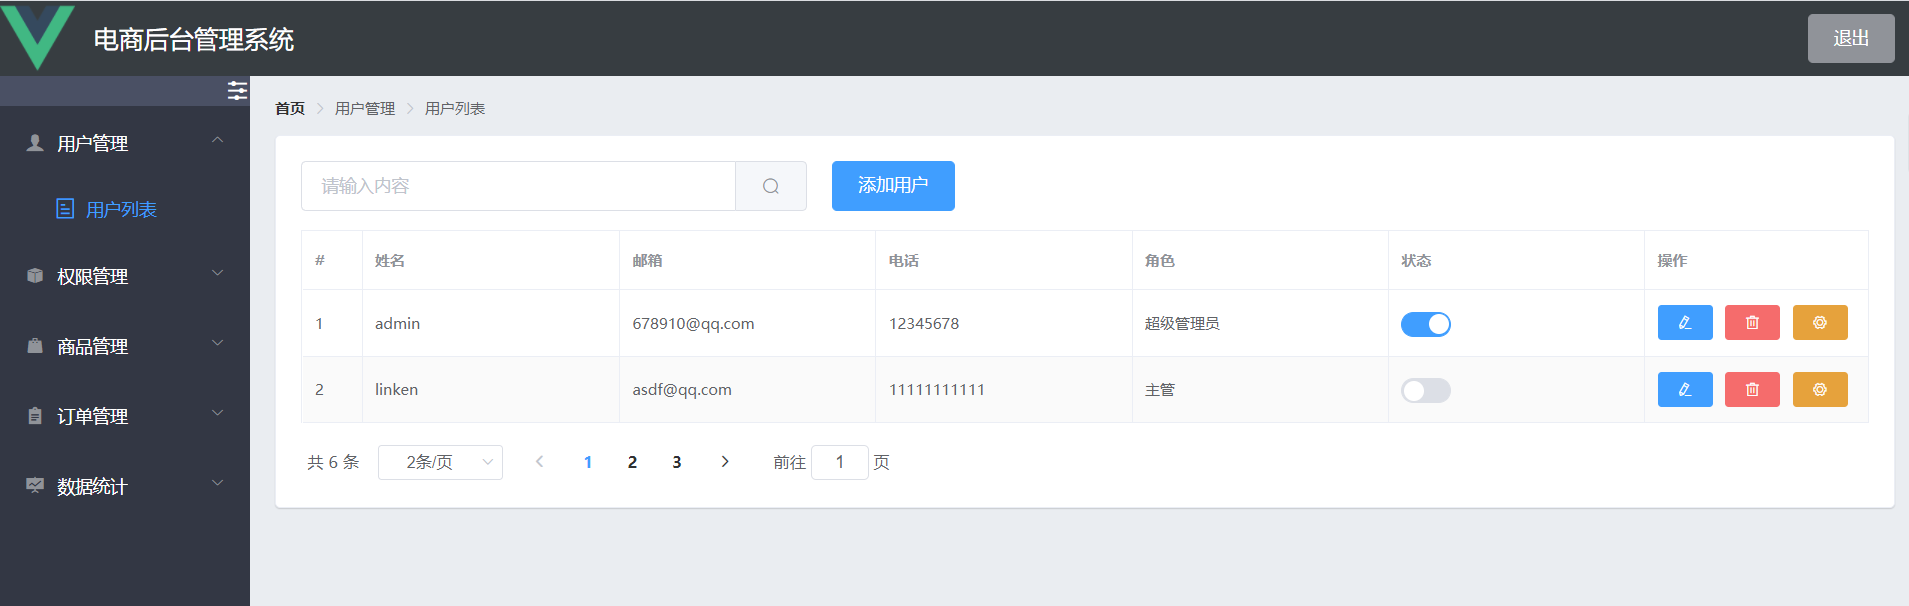 电商后台管理系统
退出
首页 用户管理 用户列表
用户管理
用户列表
权限管理
商品管理
订单管理
数据统计
请输入内容
添加用户
# 姓名 邮箱 电话 角色 状态 操作
1 admin 678910@qq.com 12345678 超级管理员
2 linken asdf@qq.com 11111111111 主管
共 6 条 2条/页 1 2 3 前往 1 页